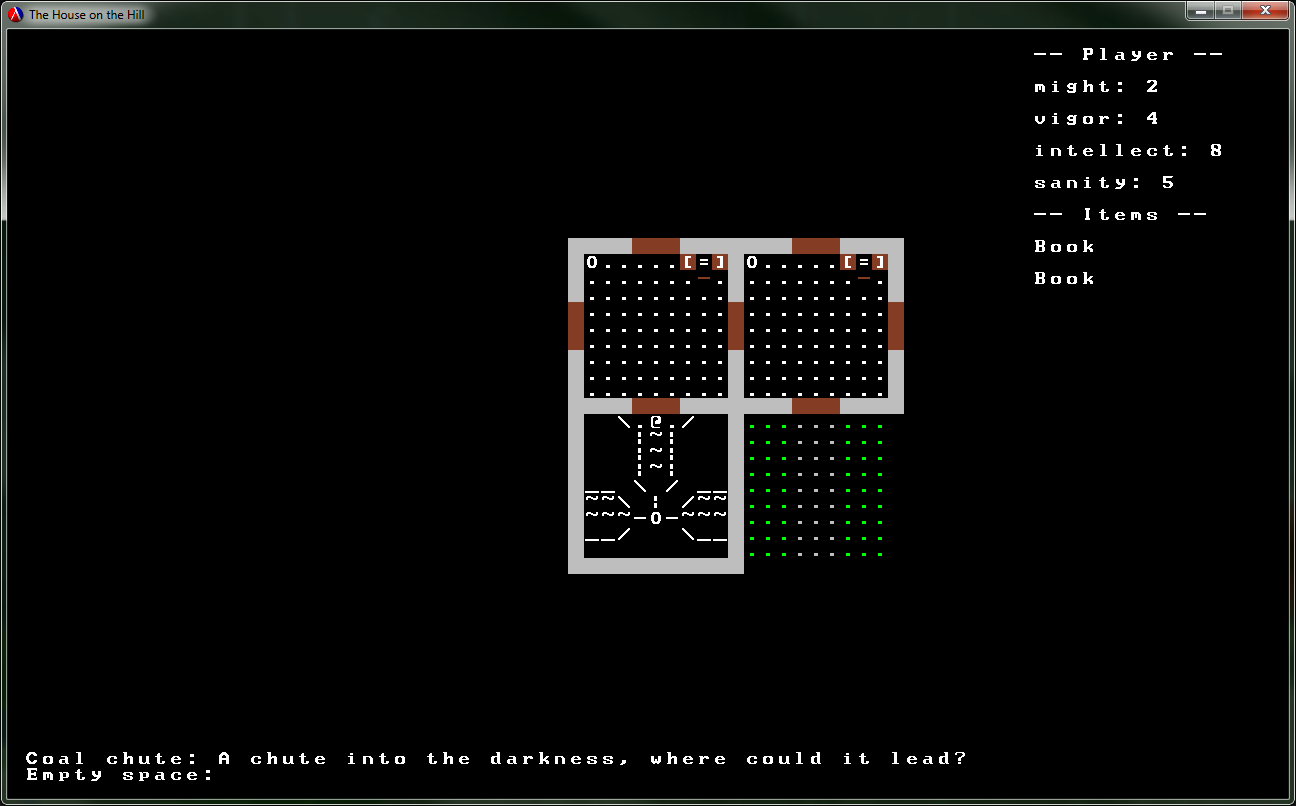 The House on the Hill
-- Player --
might: 2
vigor: 4
intellect: 8
sanity: 5
-- Items --
Book
Book
O.....[=] O.....[=]
@
O
Coal chute: A chute into the darkness, where could it lead?
Empty space: